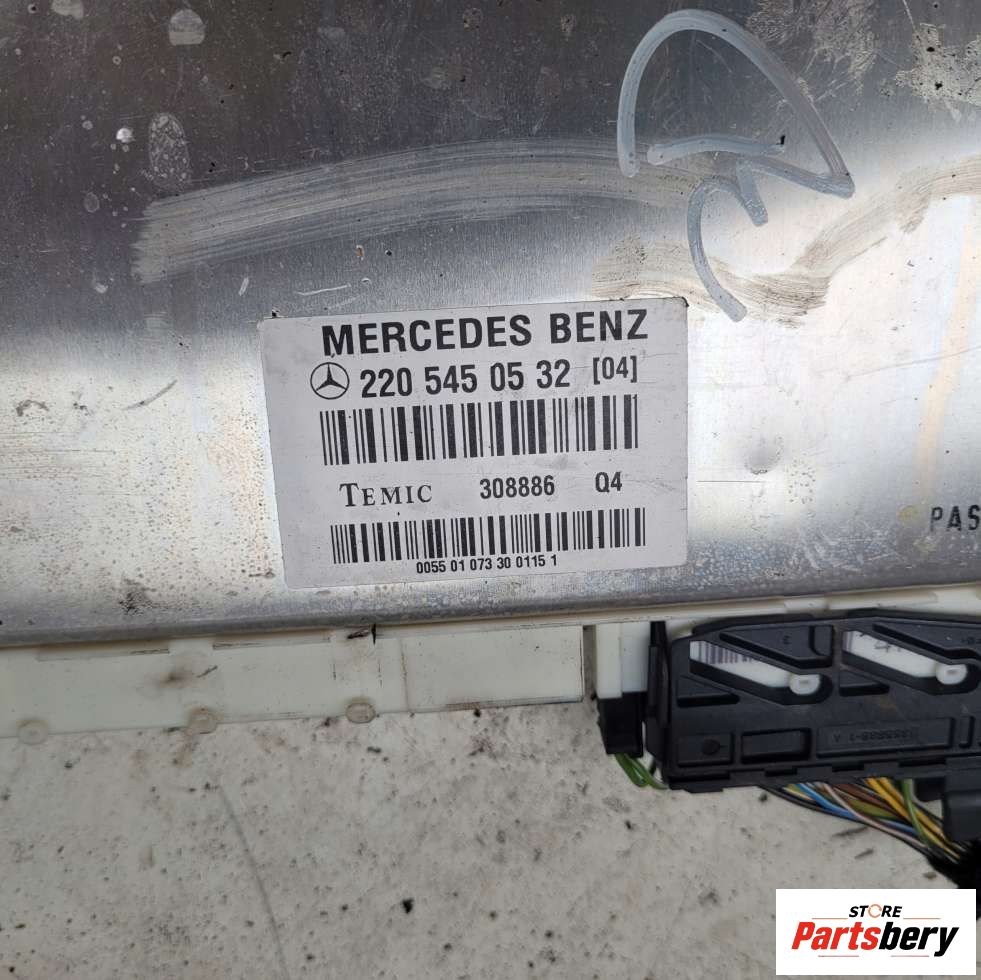 MERCEDES BENZ
220 545 05 32 [04]
TEMIC 308886 Q4
0055 01 073 30 0115 1
PAS
STORE
Partsbery